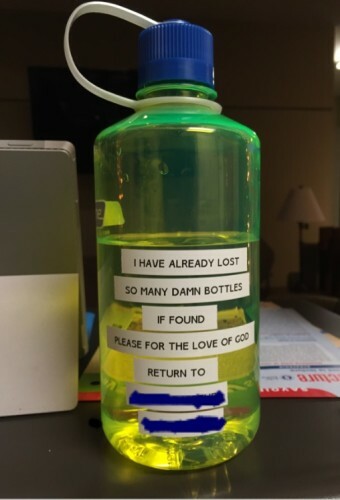 I HAVE ALREADY LOST
SO MANY DAMN BOTTLES
IF FOUND
PLEASE FOR THE LOVE OF GOD
RETURN TO